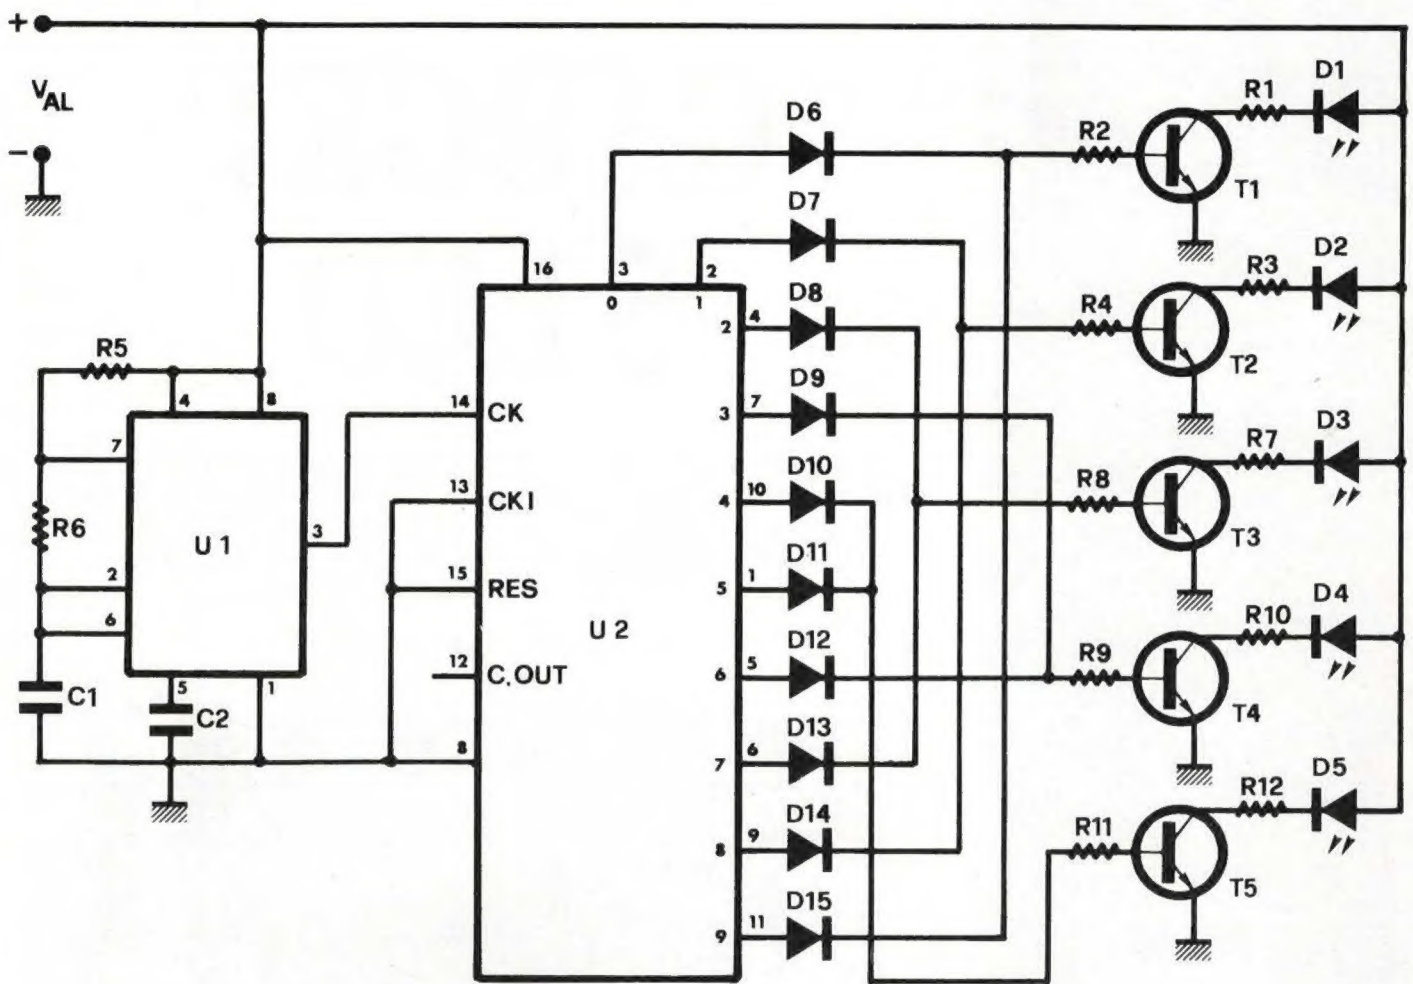 +
V AL
−
D6
R2
R1
D1
T1
D7
16
3
2
0
1
D8
2
4
R4
R3
D2
T2
R5
4
8
7
R6
2
6
U1
3
5
1
C1
C2
14
CK
13
CKI
15
RES
12
C.OUT
8
U2
D9
3
7
D10
4
10
D11
5
1
D12
6
5
D13
7
6
D14
8
9
D15
9
11
R8
R7
D3
T3
R9
R10
D4
T4
R11
R12
D5
T5